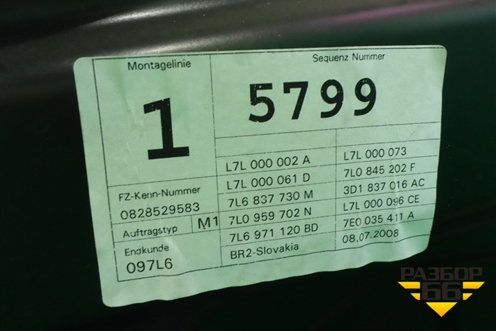 Montagelinie
Sequenz Nummer
1
5799
FZ-Kenn-Nummer
0828529583
Auftragstyp M1
Endkunde
097L6
L7L 000 002 A
L7L 000 061 D
7L6 837 730 M
7L0 959 702 N
7L6 971 120 BD
BR2-Slovakia
L7L 000 073
7L0 845 202 F
3D1 837 016 AC
L7L 000 096 CE
7E0 035 411 A
08.07.2008
РАЗБОР
66